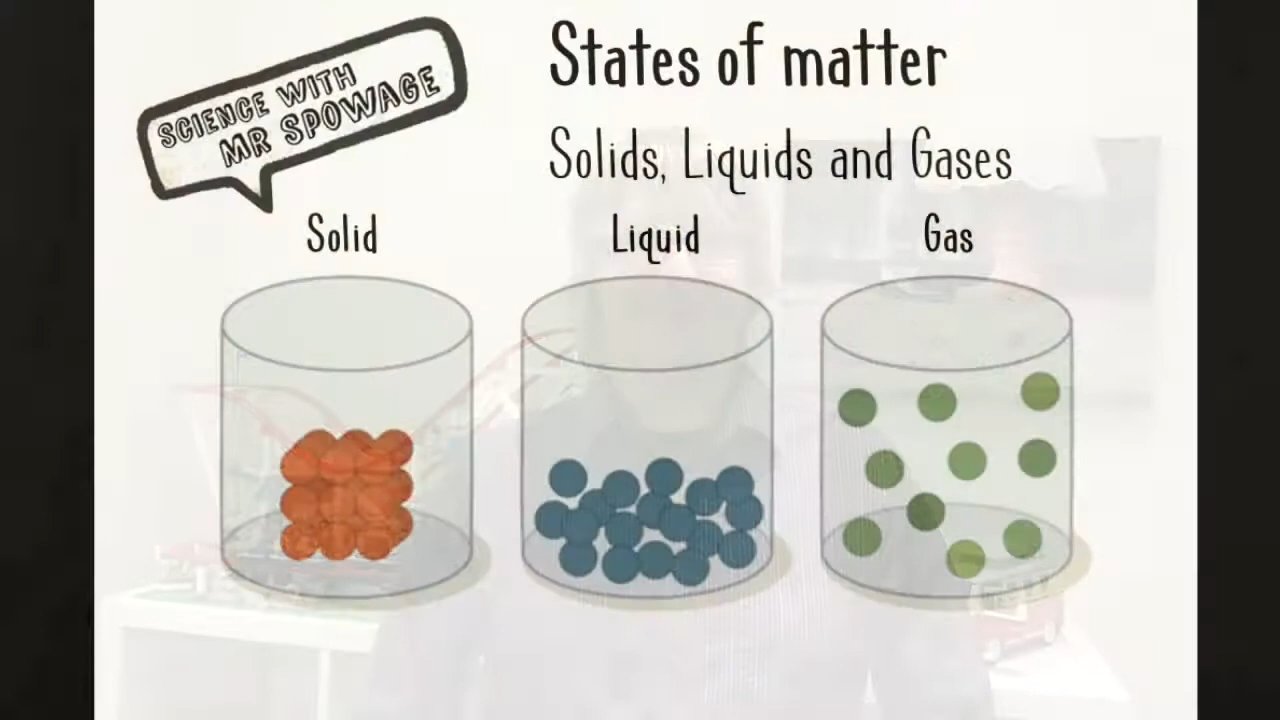 SCIENCE WITH
MR SPOWAGE
States of matter
Solids, Liquids and Gases
Solid
Liquid
Gas